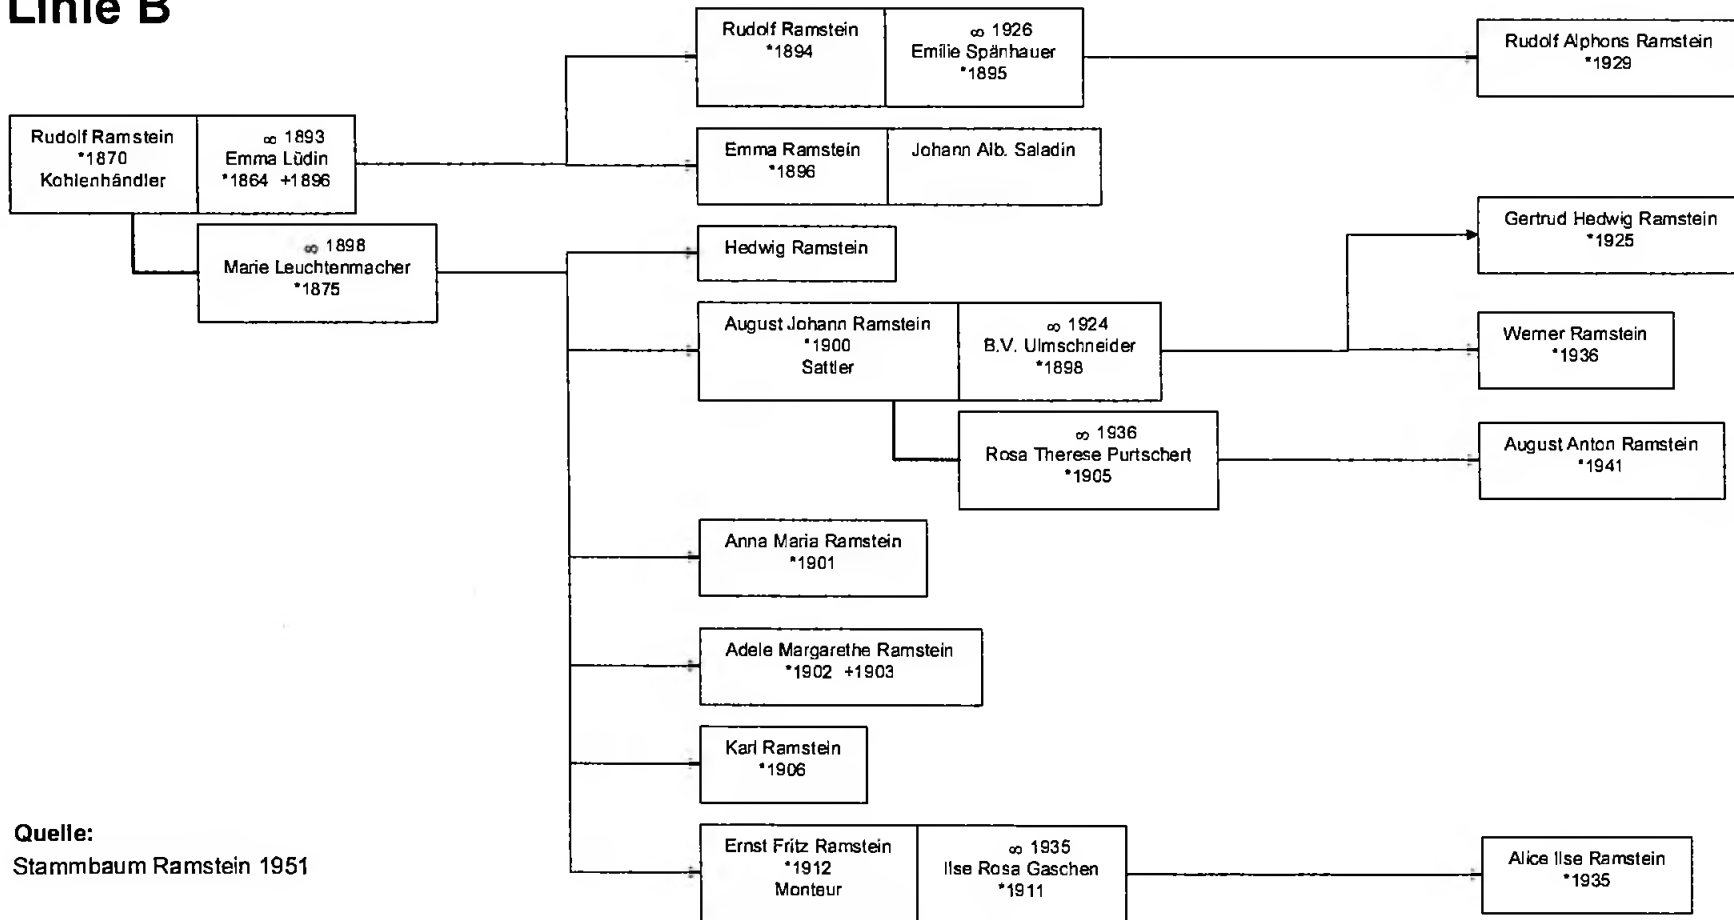 Linie B
Rudolf Ramstein
*1870
Kohlenhändler
∞ 1893
Emma Lüdin
*1864 +1896
∞ 1898
Marie Leuchtenmacher
*1875
Rudolf Ramstein
*1894
∞ 1926
Emilie Spänhauer
*1895
Rudolf Alphons Ramstein
*1929
Emma Ramstein
*1896
Johann Alb. Saladin
Hedwig Ramstein
August Johann Ramstein
*1900
Sattler
∞ 1924
B.V. Ulmschneider
*1898
Gertrud Hedwig Ramstein
*1925
Werner Ramstein
*1936
∞ 1936
Rosa Therese Purtschert
*1905
August Anton Ramstein
*1941
Anna Maria Ramstein
*1901
Adele Margarethe Ramstein
*1902 +1903
Karl Ramstein
*1906
Ernst Fritz Ramstein
*1912
Monteur
∞ 1935
Ilse Rosa Gaschen
*1911
Alice Ilse Ramstein
*1935
Quelle:
Stammbaum Ramstein 1951